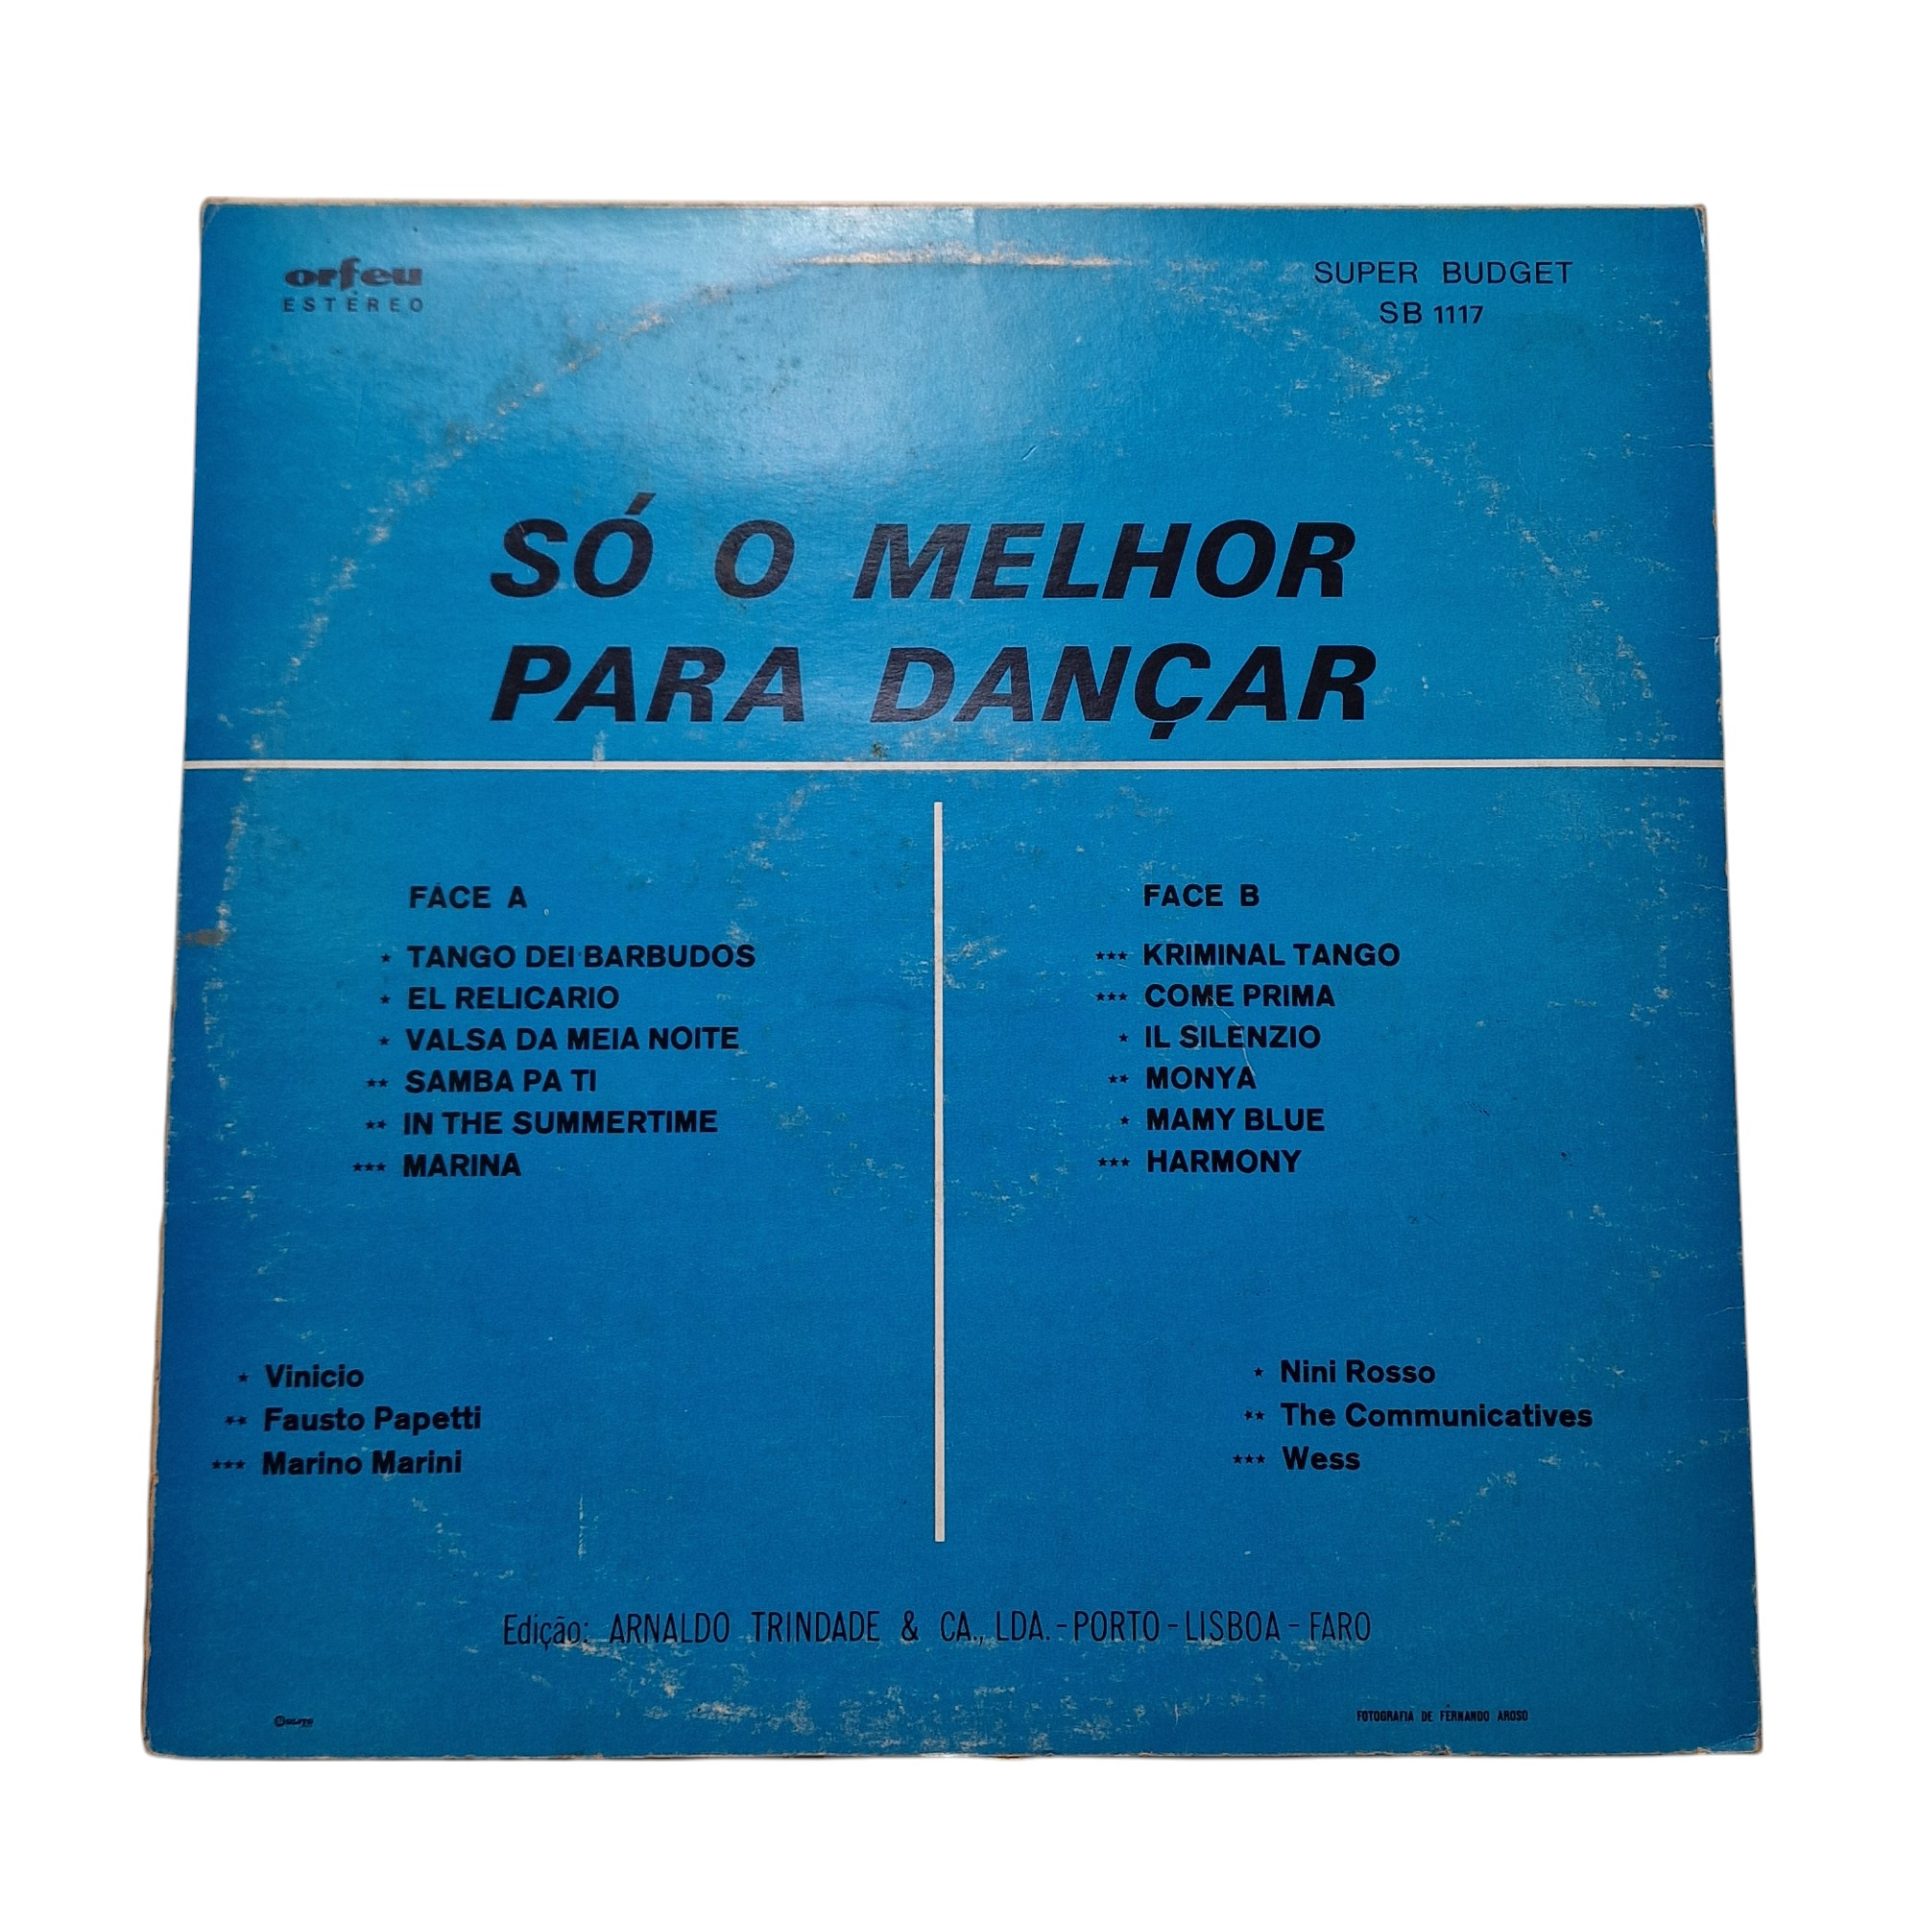 orfeu
ESTÉREO
SUPER BUDGET
SB 1117
SÓ O MELHOR
PARA DANÇAR
FACE A
* TANGO DEI BARBUDOS
* EL RELICARIO
* VALSA DA MEIA NOITE
** SAMBA PA TI
** IN THE SUMMERTIME
*** MARINA
* Vinicio
** Fausto Papetti
*** Marino Marini
FACE B
*** KRIMINAL TANGO
*** COME PRIMA
* IL SILENZIO
** MONYA
* MAMY BLUE
*** HARMONY
* Nini Rosso
** The Communicatives
*** Wess
Edição: ARNALDO TRINDADE & CA., LDA. - PORTO - LISBOA - FARO
FOTOGRAFIA DE FERNANDO AROSO